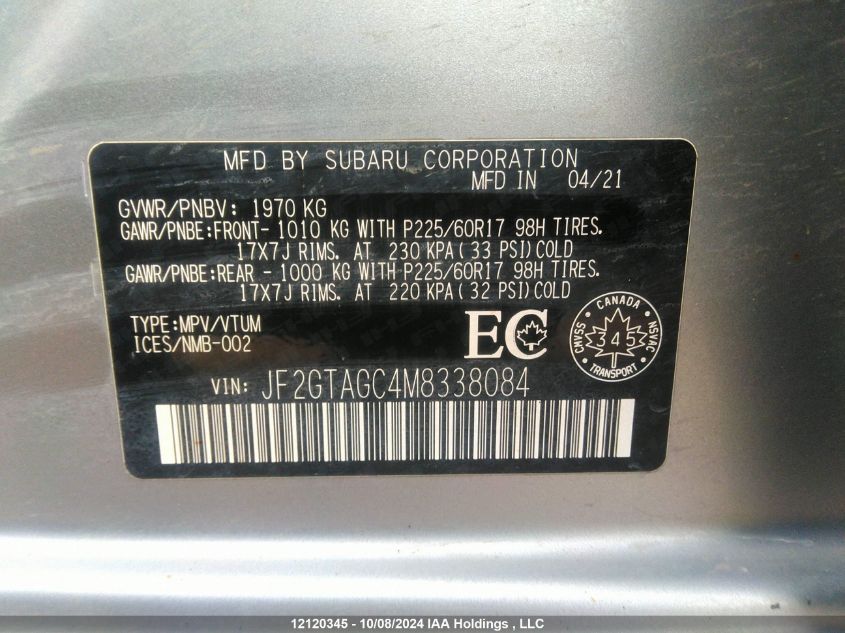 MFD BY SUBARU CORPORATION
MFD IN 04/21
GVWR/PNBV: 1970 KG
GAWR/PNBE:FRONT- 1010 KG WITH P225/60R17 98H TIRES.
17X7J RIMS. AT 230 KPA(33 PSI)COLD
GAWR/PNBE:REAR - 1000 KG WITH P225/60R17 98H TIRES.
17X7J RIMS. AT 220 KPA(32 PSI)COLD
TYPE:MPV/VTUM
ICES/NMB-002
EC
CANADA
CMVSS 345 NSVAC
TRANSPORT
VIN: JF2GTAGC4M8338084
12120345 - 10/08/2024 IAA Holdings , LLC